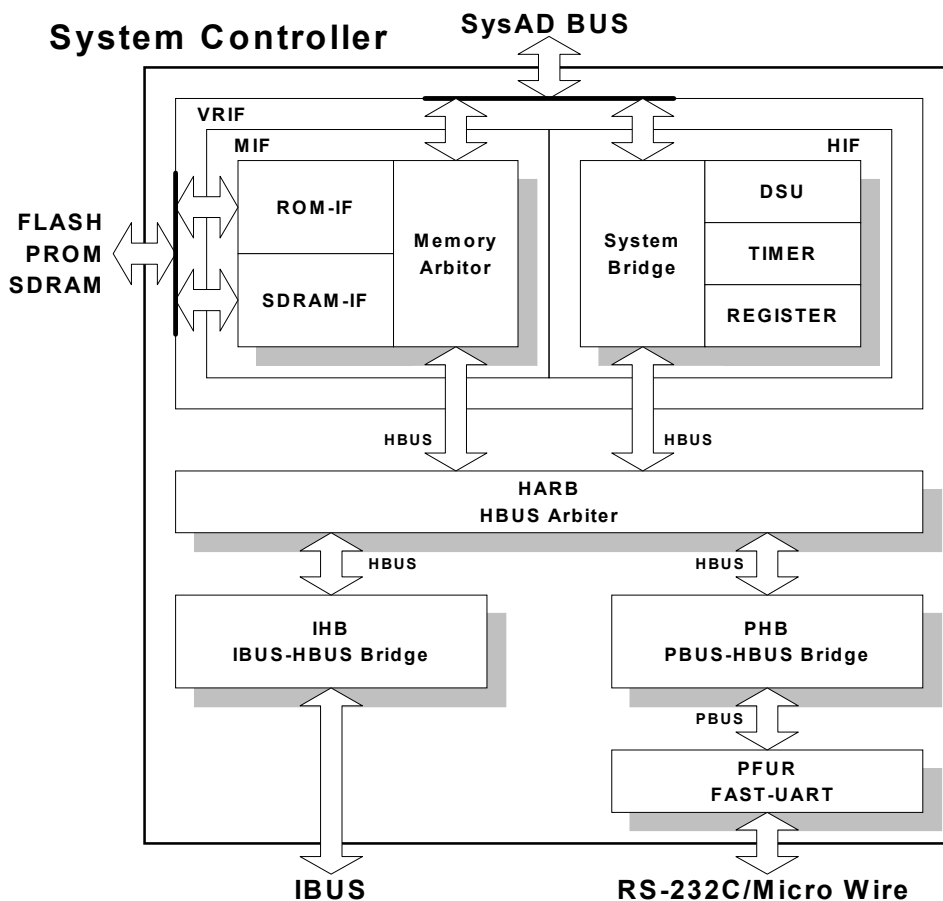 SysAD BUS
System Controller
VRIF
MIF
HIF
ROM-IF
SDRAM-IF
Memory
Arbitor
System
Bridge
DSU
TIMER
REGISTER
FLASH
PROM
SDRAM
HBUS
HBUS
HARB
HBUS Arbiter
HBUS
HBUS
IHB
IBUS-HBUS Bridge
PHB
PBUS-HBUS Bridge
PBUS
PFUR
FAST-UART
IBUS
RS-232C/Micro Wire